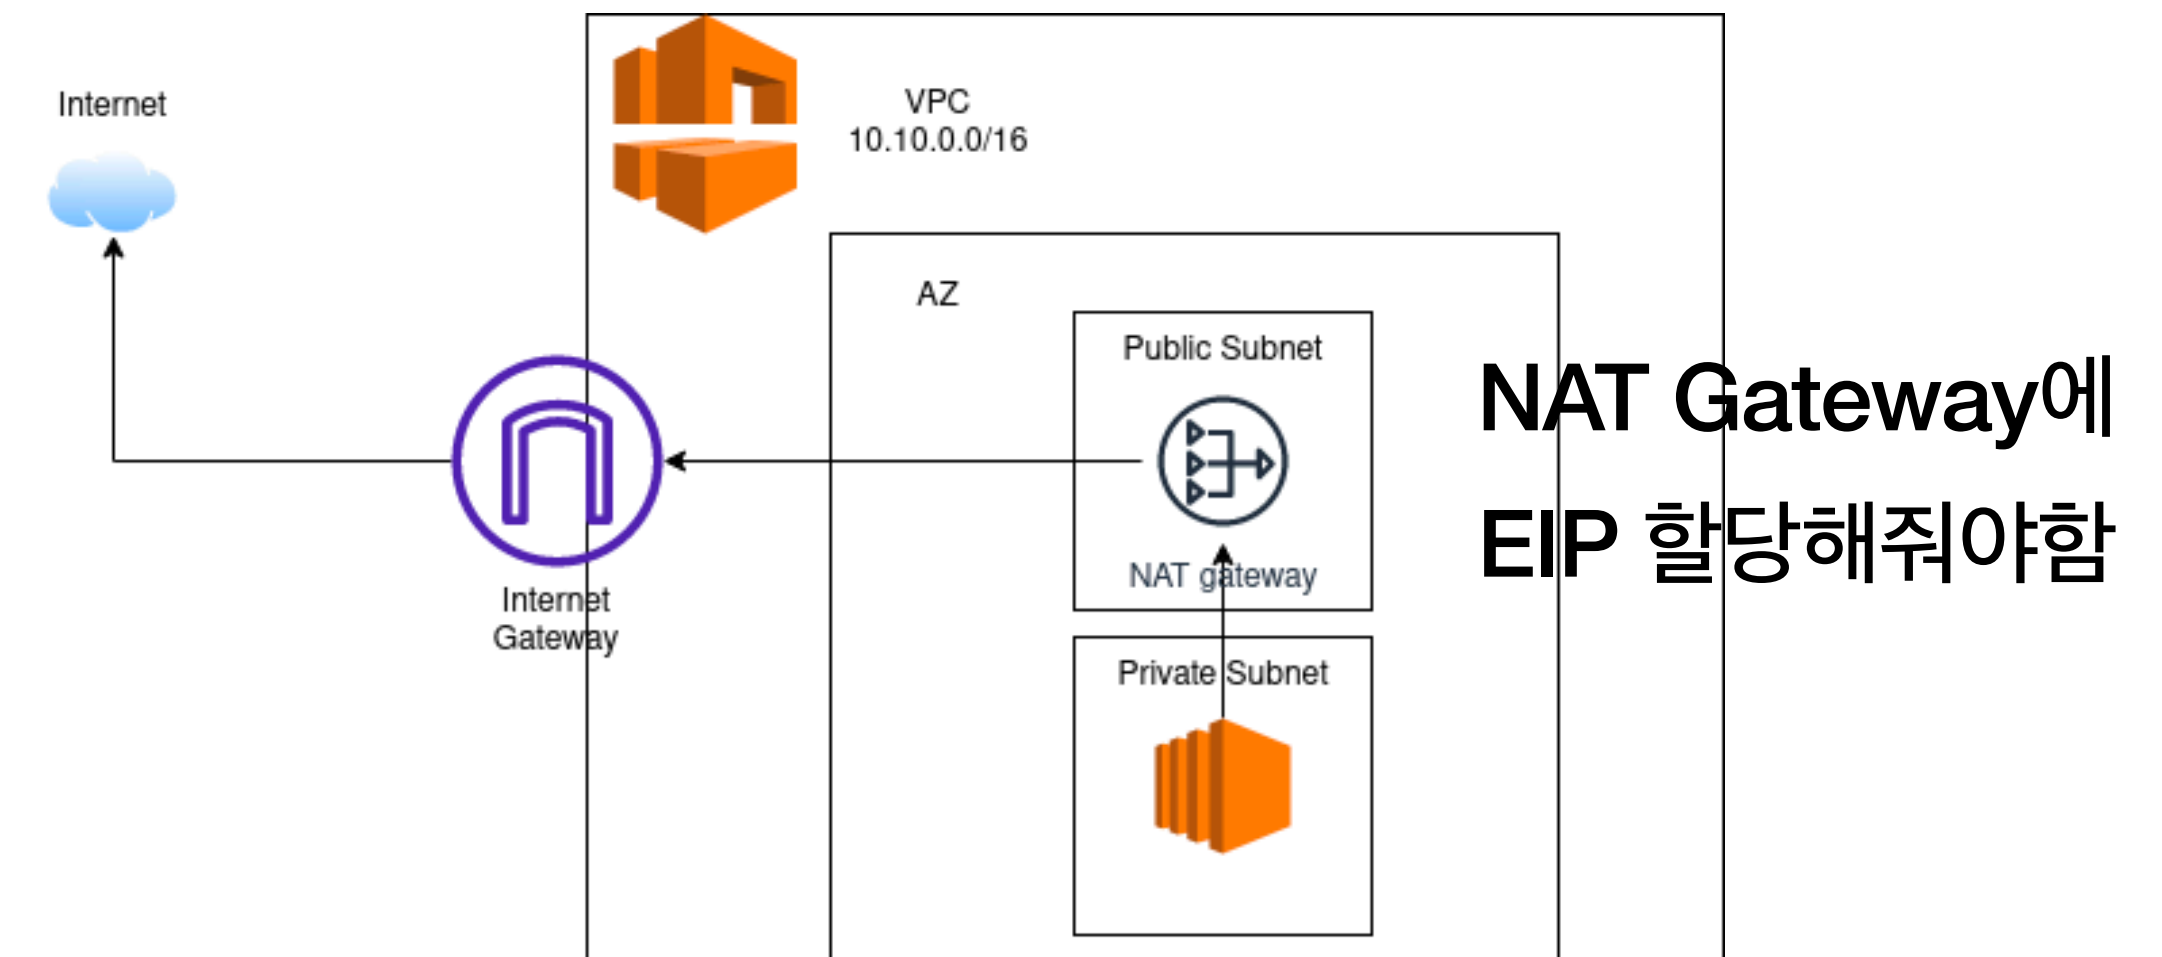 Internet
VPC
10.10.0.0/16
AZ
Public Subnet
NAT gateway
Internet
Gateway
Private Subnet
NAT Gateway에
EIP 할당해줘야함